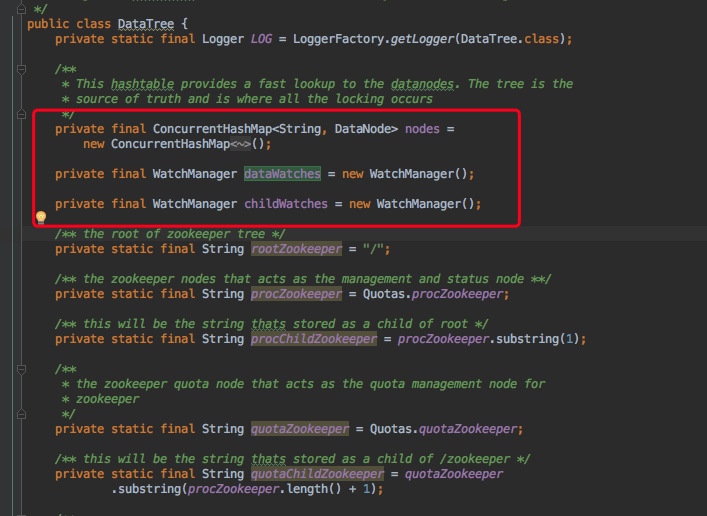 */
public class DataTree {
private static final Logger LOG = LoggerFactory.getLogger(DataTree.class);
/**
* This hashtable provides a fast lookup to the datanodes. The tree is the
* source of truth and is where all the locking occurs
*/
private final ConcurrentHashMap<String, DataNode> nodes =
new ConcurrentHashMap<~>();
private final WatchManager dataWatches = new WatchManager();
private final WatchManager childWatches = new WatchManager();
/** the root of zookeeper tree */
private static final String rootZookeeper = "/";
/** the zookeeper nodes that acts as the management and status node **/
private static final String procZookeeper = Quotas.procZookeeper;
/** this will be the string thats stored as a child of root */
private static final String procChildZookeeper = procZookeeper.substring(1);
/**
* the zookeeper quota node that acts as the quota management node for
* zookeeper
*/
private static final String quotaZookeeper = Quotas.quotaZookeeper;
/** this will be the string thats stored as a child of /zookeeper */
private static final String quotaChildZookeeper = quotaZookeeper
.substring(procZookeeper.length() + 1);